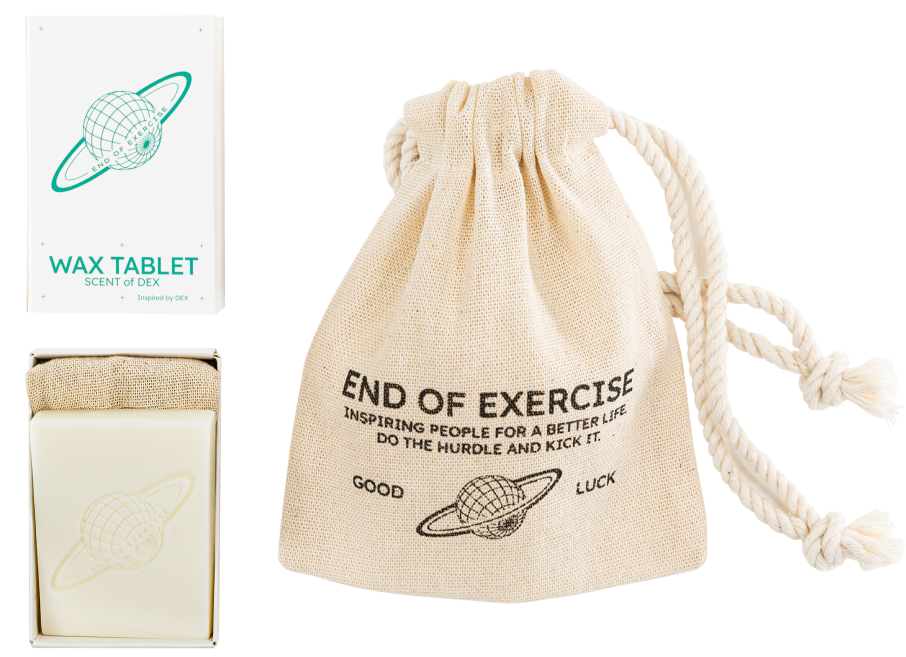 END OF EXERCISE
WAX TABLET
SCENT of DEX
Inspired by DEX
END OF EXERCISE
INSPIRING PEOPLE FOR A BETTER LIFE.
DO THE HURDLE AND KICK IT.
GOOD LUCK